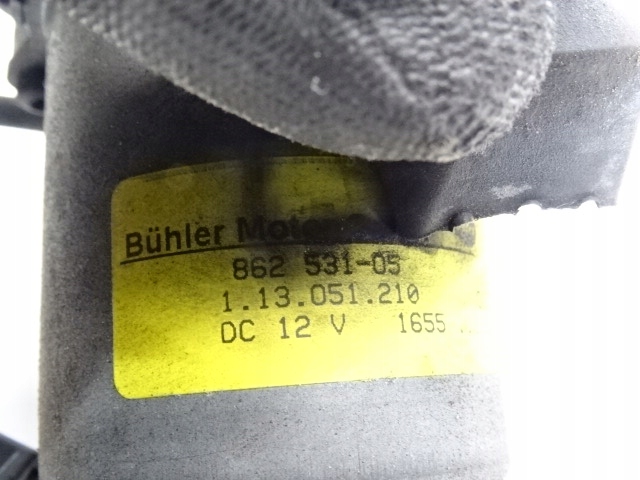 Bühler Motor
862 531-05
1.13.051.210
DC 12 V 1655